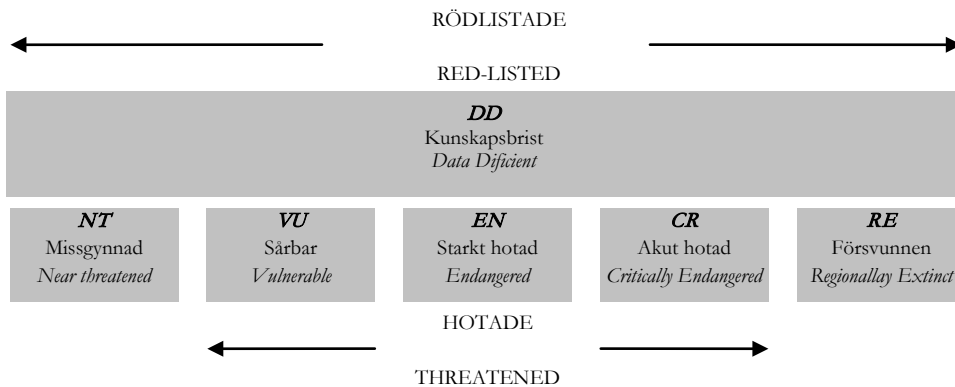 RÖDLISTADE
RED-LISTED
DD
Kunskapsbrist
Data Dificient
NT
Missgynnad
Near threatened
VU
Sårbar
Vulnerable
EN
Starkt hotad
Endangered
CR
Akut hotad
Critically Endangered
RE
Försvunnen
Regionallay Extinct
HOTADE
THREATENED